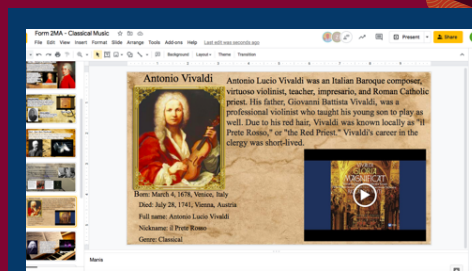 Form 2MA - Classical Music
File Edit View Insert Format Slide Arrange Tools Add-ons Help Last edit was seconds ago
Present
Share
Background Layout Theme Transition
Antonio Vivaldi
Antonio Lucio Vivaldi was an Italian Baroque composer,
virtuoso violinist, teacher, impresario, and Roman Catholic
priest. His father, Giovanni Battista Vivaldi, was a
professional violinist who taught his young son to play as
well. Due to his red hair, Vivaldi was known locally as "il
Prete Rosso," or "the Red Priest." Vivaldi's career in the
clergy was short-lived.
GLORIA
MAGNIFICAT
Born: March 4, 1678, Venice, Italy
Died: July 28, 1741, Vienna, Austria
Full name: Antonio Lucio Vivaldi
Nickname: il Prete Rosso
Genre: Classical
Maria